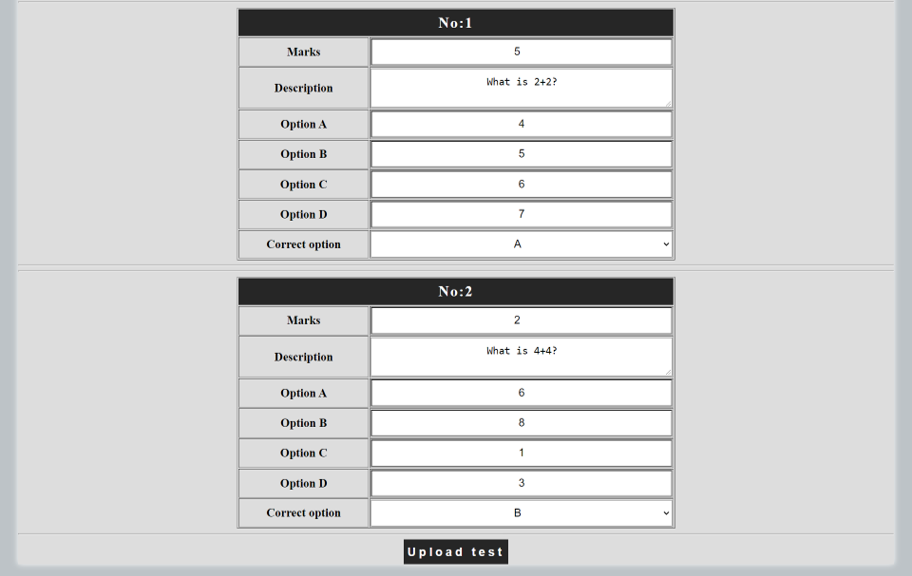 No:1
Marks 5
Description What is 2+2?
Option A 4
Option B 5
Option C 6
Option D 7
Correct option A
No:2
Marks 2
Description What is 4+4?
Option A 6
Option B 8
Option C 1
Option D 3
Correct option B
Upload test